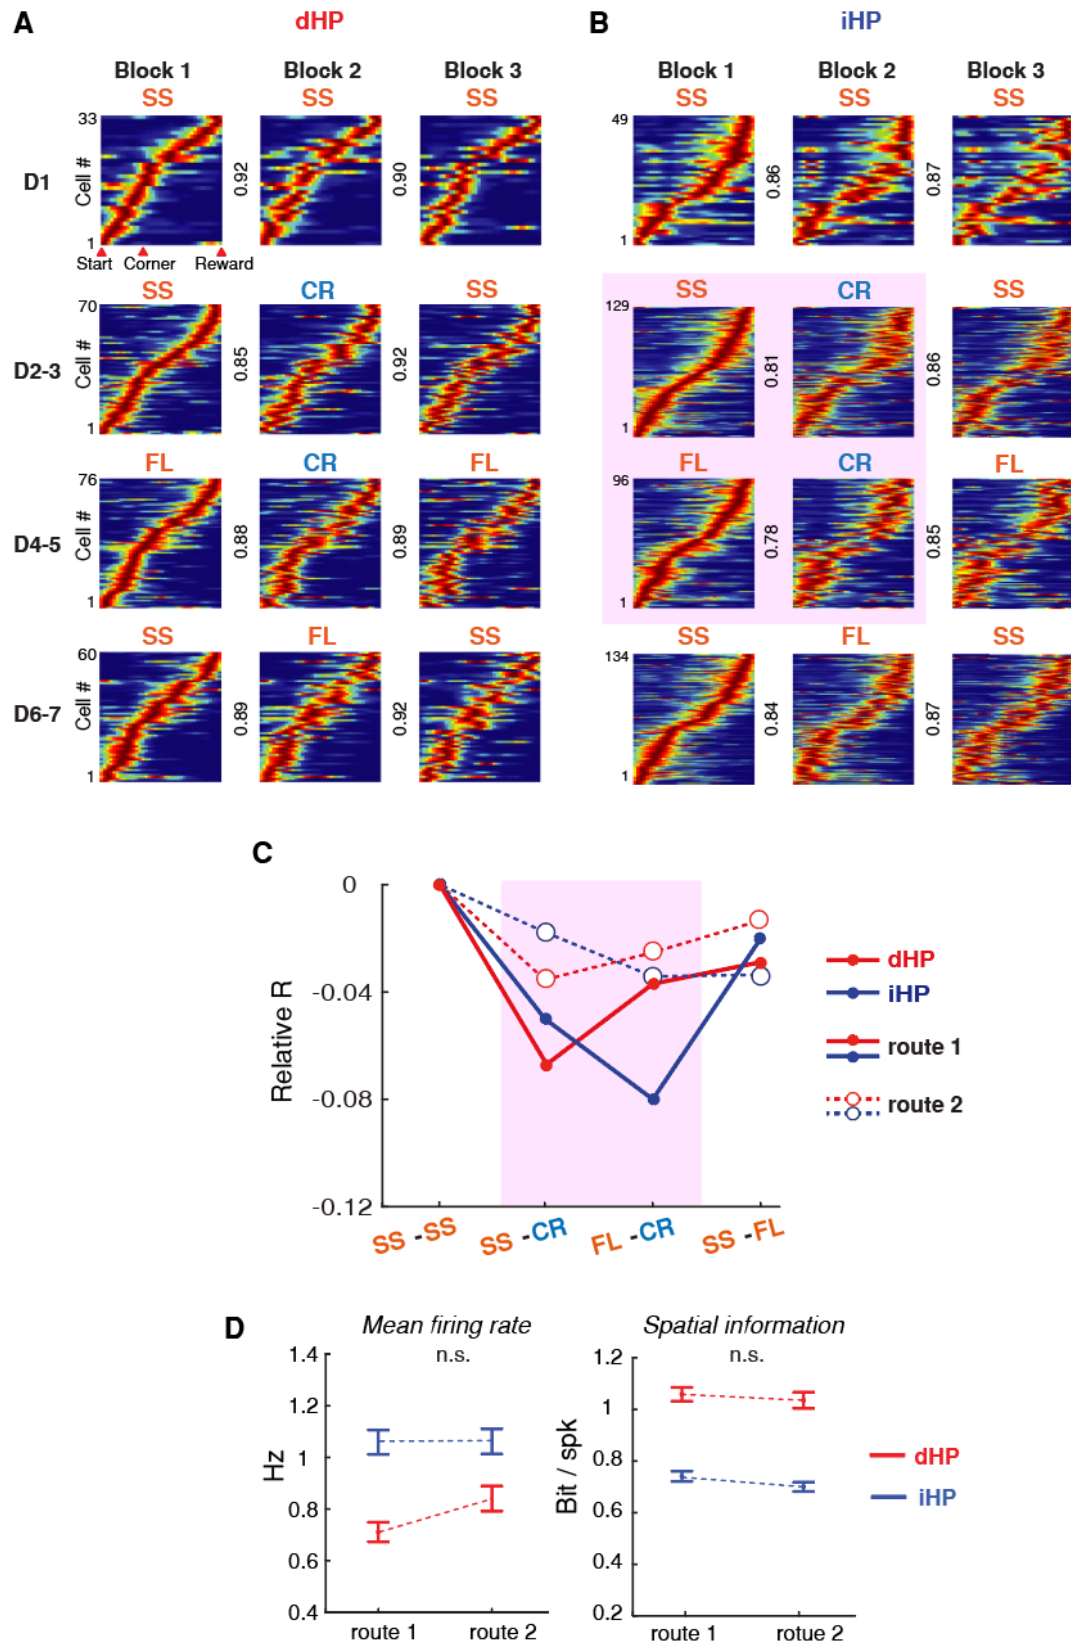 A
dHP
Block 1
Block 2
Block 3
SS
SS
SS
D1
Cell #
33
1
0.92
0.90
Start
Corner
Reward
SS
CR
SS
D2-3
Cell #
70
1
0.85
0.92
FL
CR
FL
D4-5
Cell #
76
1
0.88
0.89
SS
FL
SS
D6-7
Cell #
60
1
0.89
0.92
B
iHP
Block 1
Block 2
Block 3
SS
SS
SS
49
1
0.86
0.87
SS
CR
SS
129
1
0.81
0.86
FL
CR
FL
96
1
0.78
0.85
SS
FL
SS
134
1
0.84
0.87
C
Relative R
0
-0.04
-0.08
-0.12
SS -SS
SS -CR
FL -CR
SS -FL
dHP
iHP
route 1
route 2
D
Mean firing rate
n.s.
Hz
1.4
1.2
1
0.8
0.6
0.4
route 1
route 2
Spatial information
n.s.
Bit / spk
1.2
1
0.8
0.6
0.4
0.2
route 1
rotue 2
dHP
iHP